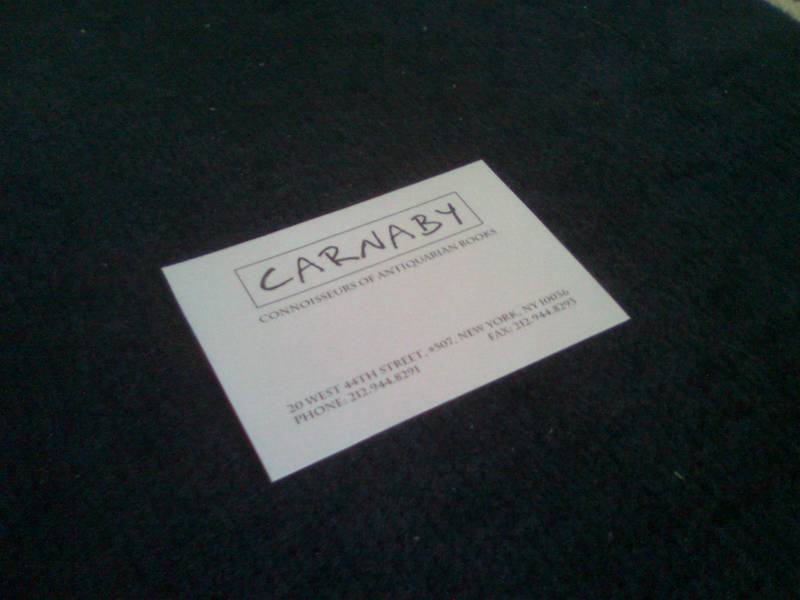 CARNABY
CONNOISSEURS OF ANTIQUARIAN BOOKS
20 WEST 44TH STREET, #507, NEW YORK, NY 10036
PHONE: 212.944.8291 FAX: 212.944.8293